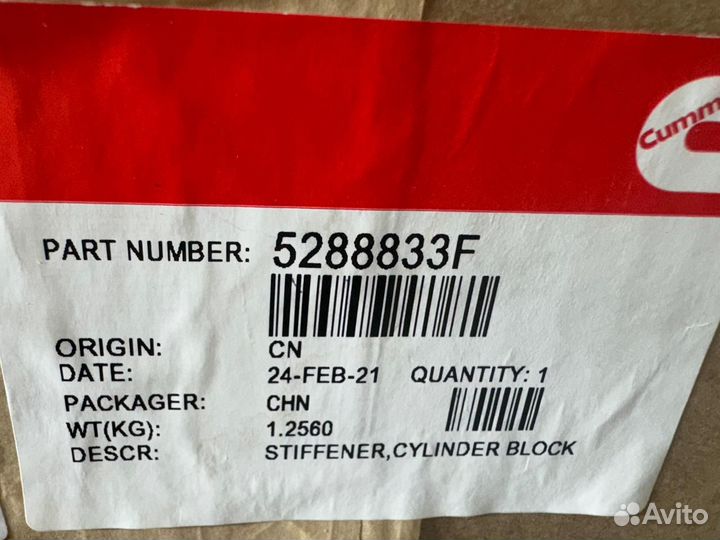 Cumm
PART NUMBER: 5288833F
ORIGIN: CN
DATE: 24-FEB-21 QUANTITY: 1
PACKAGER: CHN
WT(KG): 1.2560
DESCR: STIFFENER,CYLINDER BLOCK
Avito